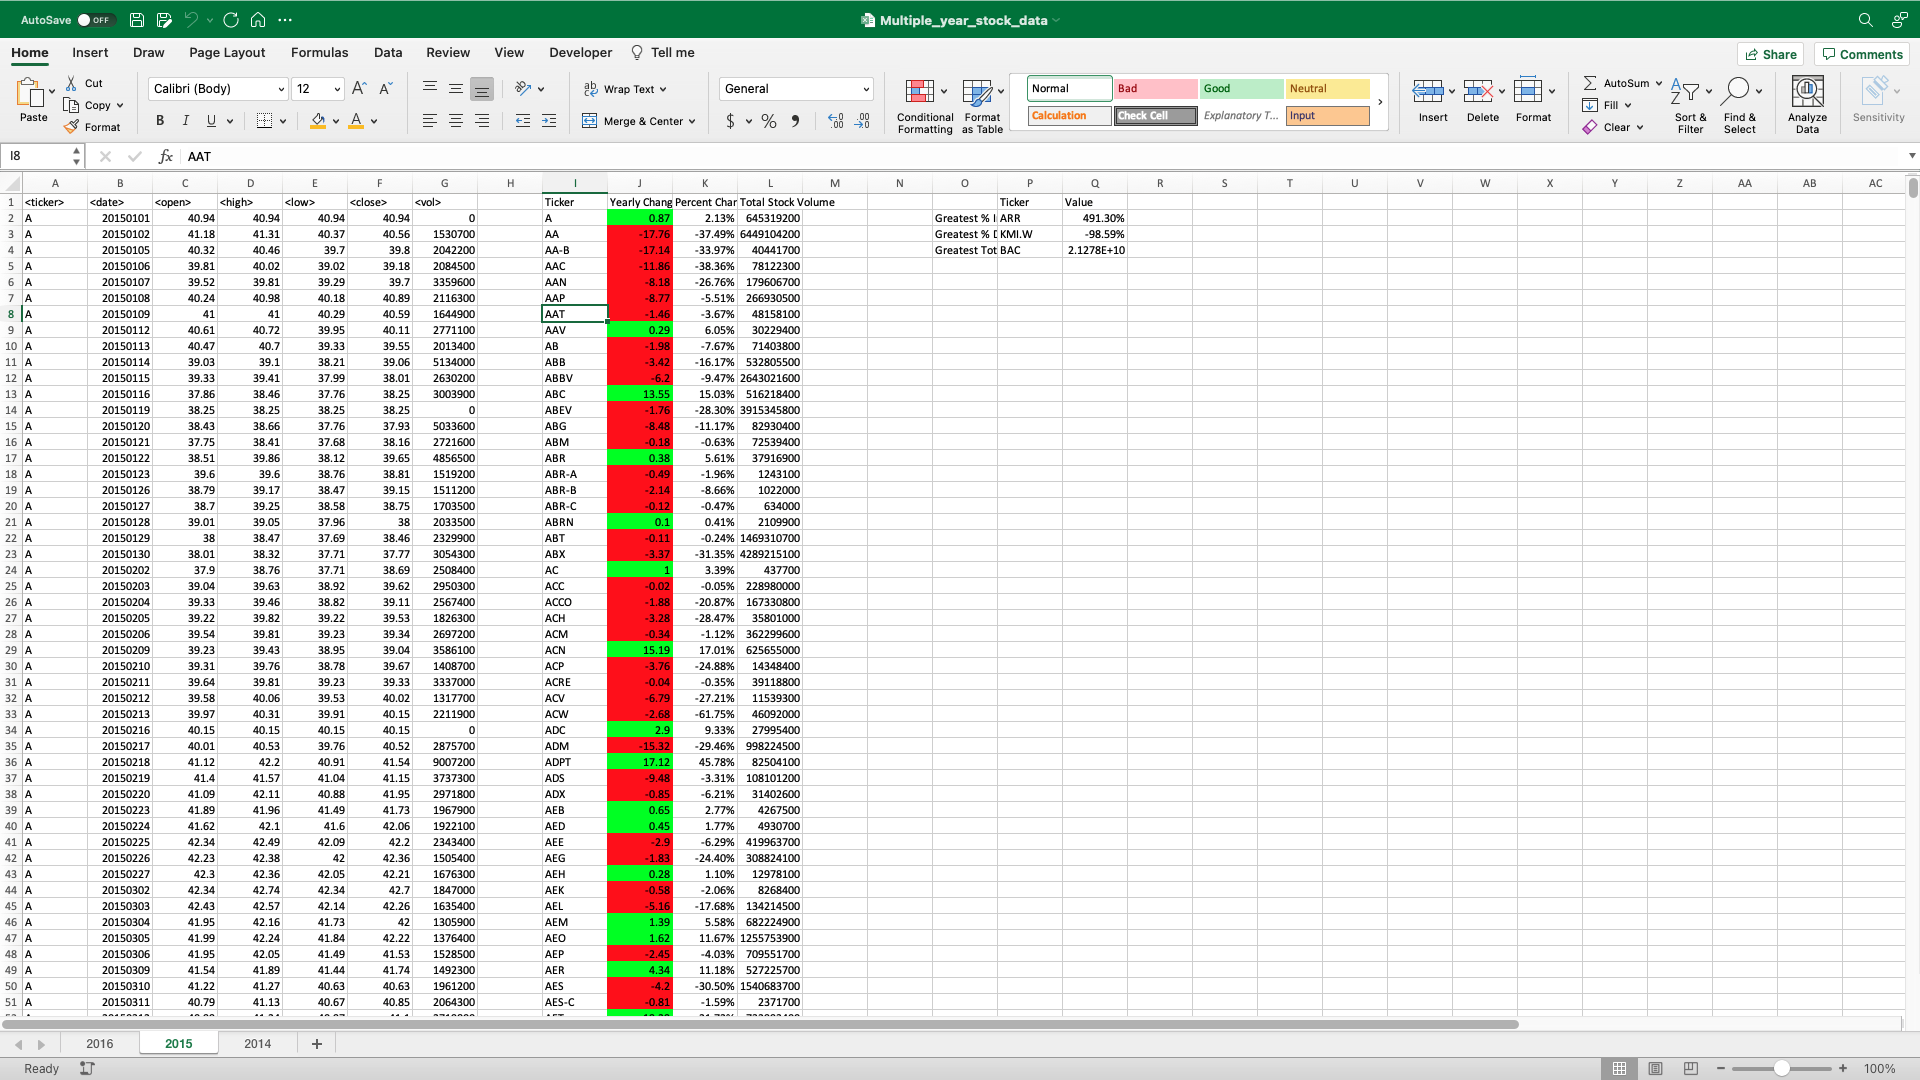 AutoSave OFF Multiple_year_stock_data
Home Insert Draw Page Layout Formulas Data Review View Developer Tell me Share Comments
Paste Cut Copy Format Calibri (Body) 12 Wrap Text Merge & Center General Conditional Formatting Format as Table Normal Bad Good Neutral Calculation Check Cell Explanatory T... Input Insert Delete Format AutoSum Fill Clear Sort & Filter Find & Select Analyze Data Sensitivity
I8 fx AAT
A B C D E F G H I J K L M N O P Q R S T U V W X Y Z AA AB AC
1 <ticker> <date> <open> <high> <low> <close> <vol> Ticker Yearly Chang Percent Char Total Stock Volume Ticker Value
2 A 20150101 40.94 40.94 40.94 40.94 0 A 0.87 2.13% 645319200 Greatest % I ARR 491.30%
3 A 20150102 41.18 41.31 40.37 40.56 1530700 AA -17.76 -37.49% 6449104200 Greatest % D KMI.W -98.59%
4 A 20150105 40.32 40.46 39.7 39.8 2042200 AA-B -17.14 -33.97% 40441700 Greatest Tot BAC 2.1278E+10
5 A 20150106 39.81 40.02 39.02 39.18 2084500 AAC -11.86 -38.36% 78122300
6 A 20150107 39.52 39.81 39.29 39.7 3359600 AAN -8.18 -26.76% 179606700
7 A 20150108 40.24 40.98 40.18 40.89 2116300 AAP -8.77 -5.51% 266930500
8 A 20150109 41 41 40.29 40.59 1644900 AAT -1.46 -3.67% 48158100
9 A 20150112 40.61 40.72 39.95 40.11 2771100 AAV 0.29 6.05% 30229400
10 A 20150113 40.47 40.7 39.33 39.55 2013400 AB -1.98 -7.67% 71403800
11 A 20150114 39.03 39.1 38.21 39.06 5134000 ABB -3.42 -16.17% 532805500
12 A 20150115 39.33 39.41 37.99 38.01 2630200 ABBV -6.2 -9.47% 2643021600
13 A 20150116 37.86 38.46 37.76 38.25 3003900 ABC 13.55 15.03% 516218400
14 A 20150119 38.25 38.25 38.25 38.25 0 ABEV -1.76 -28.30% 3915345800
15 A 20150120 38.43 38.66 37.76 37.93 5033600 ABG -8.48 -11.17% 82930400
16 A 20150121 37.75 38.41 37.68 38.16 2721600 ABM -0.18 -0.63% 72539400
17 A 20150122 38.51 39.86 38.12 39.65 4856500 ABR 0.38 5.61% 37916900
18 A 20150123 39.6 39.6 38.76 38.81 1519200 ABR-A -0.49 -1.96% 1243100
19 A 20150126 38.79 39.17 38.47 39.15 1511200 ABR-B -2.14 -8.66% 1022000
20 A 20150127 38.7 39.25 38.58 38.75 1703500 ABR-C -0.12 -0.47% 634000
21 A 20150128 39.01 39.05 37.96 38 2033500 ABRN 0.1 0.41% 2109900
22 A 20150129 38 38.47 37.69 38.46 2329900 ABT -0.11 -0.24% 1469310700
23 A 20150130 38.01 38.32 37.71 37.77 3054300 ABX -3.37 -31.35% 4289215100
24 A 20150202 37.9 38.76 37.71 38.69 2508400 AC 1 3.39% 437700
25 A 20150203 39.04 39.63 38.92 39.62 2950300 ACC -0.02 -0.05% 228980000
26 A 20150204 39.33 39.46 38.82 39.11 2567400 ACCO -1.88 -20.87% 167330800
27 A 20150205 39.22 39.82 39.22 39.53 1826300 ACH -3.28 -28.47% 35801000
28 A 20150206 39.54 39.81 39.23 39.34 2697200 ACM -0.34 -1.12% 362299600
29 A 20150209 39.23 39.43 38.95 39.04 3586100 ACN 15.19 17.01% 625655000
30 A 20150210 39.31 39.76 38.78 39.67 1408700 ACP -3.76 -24.88% 14348400
31 A 20150211 39.64 39.81 39.23 39.33 3337000 ACRE -0.04 -0.35% 39118800
32 A 20150212 39.58 40.06 39.53 40.02 1317700 ACV -6.79 -27.21% 11539300
33 A 20150213 39.97 40.31 39.91 40.15 2211900 ACW -2.68 -61.75% 46092000
34 A 20150216 40.15 40.15 40.15 40.15 0 ADC 2.9 9.33% 27995400
35 A 20150217 40.01 40.53 39.76 40.52 2875700 ADM -15.32 -29.46% 998224500
36 A 20150218 41.12 42.2 40.91 41.54 9007200 ADPT 17.12 45.78% 82504100
37 A 20150219 41.4 41.57 41.04 41.15 3737300 ADS -9.48 -3.31% 108101200
38 A 20150220 41.09 42.11 40.88 41.95 2971800 ADX -0.85 -6.21% 31402600
39 A 20150223 41.89 41.96 41.49 41.73 1967900 AEB 0.65 2.77% 4267500
40 A 20150224 41.62 42.1 41.6 42.06 1922100 AED 0.45 1.77% 4930700
41 A 20150225 42.34 42.49 42.09 42.2 2343400 AEE -2.9 -6.29% 419963700
42 A 20150226 42.23 42.38 42 42.36 1505400 AEG -1.83 -24.40% 308824100
43 A 20150227 42.3 42.36 42.05 42.21 1676300 AEH 0.28 1.10% 12978100
44 A 20150302 42.34 42.74 42.34 42.7 1847000 AEK -0.58 -2.06% 8268400
45 A 20150303 42.43 42.57 42.14 42.26 1635400 AEL -5.16 -17.68% 134214500
46 A 20150304 41.95 42.16 41.73 42 1305900 AEM 1.39 5.58% 682224900
47 A 20150305 41.99 42.24 41.84 42.22 1376400 AEO 1.62 11.67% 1255753900
48 A 20150306 41.95 42.05 41.49 41.53 1528500 AEP -2.45 -4.03% 709551700
49 A 20150309 41.54 41.89 41.44 41.74 1492300 AER 4.34 11.18% 527225700
50 A 20150310 41.22 41.27 40.63 40.63 1961200 AES -4.2 -30.50% 1540683700
51 A 20150311 40.79 41.13 40.67 40.85 2064300 AES-C -0.81 -1.59% 2371700
2016 2015 2014 +
Ready 100%